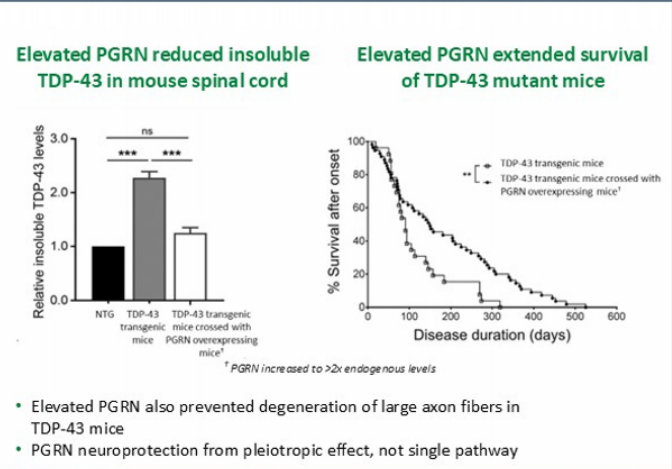 Elevated PGRN reduced insoluble
TDP-43 in mouse spinal cord
Elevated PGRN extended survival
of TDP-43 mutant mice
Relative insoluble TDP-43 levels
3.0
2.0
1.0
0.0
ns
***
***
NTG
TDP-43
transgenic
mice
TDP-43 transgenic
mice crossed with
PGRN overexpressing
mice†
% Survival after onset
100
80
60
40
20
0
0
100
200
300
400
500
600
Disease duration (days)
**
TDP-43 transgenic mice
TDP-43 transgenic mice crossed with
PGRN overexpressing mice†
† PGRN increased to >2x endogenous levels
• Elevated PGRN also prevented degeneration of large axon fibers in
TDP-43 mice
• PGRN neuroprotection from pleiotropic effect, not single pathway